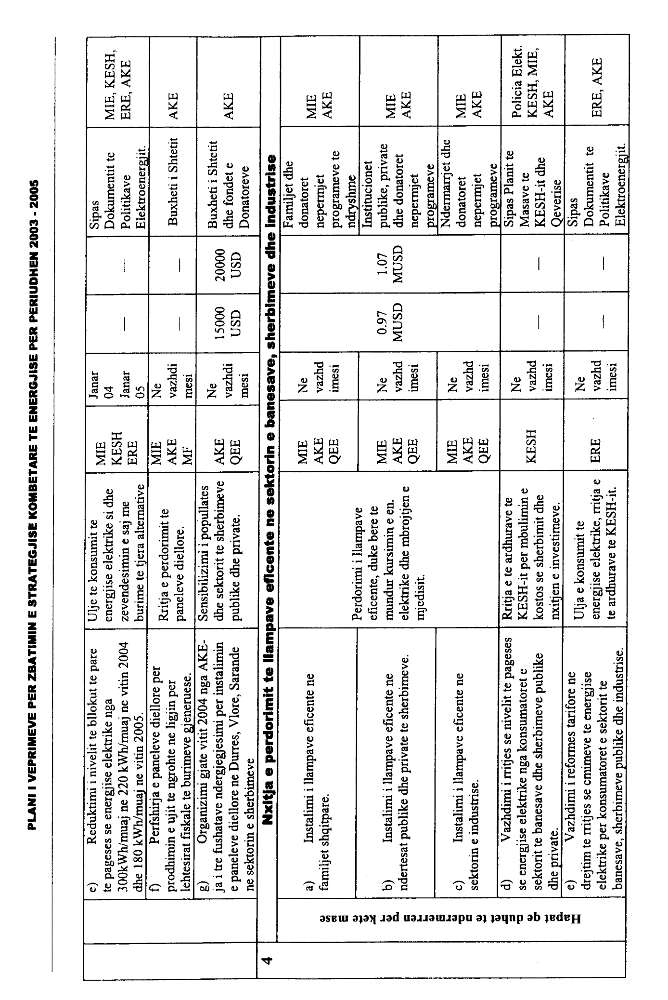 PLANI I VEPRIMEVE PER ZBATIMIN E STRATEGJISE KOMBETARE TE ENERGJISE PER PERIUDHEN 2003 - 2005
e) Reduktimi i nivelit te bllokut te pare
te pageses se energjise elektrike nga
300kWh/muaj ne 220 kWh/muaj ne vitin 2004
dhe 180 kWh/muaj ne vitin 2005.
Ulje te konsumit te
energjise elektrike si dhe
zevendesimin e saj me
burime te tjera alternative
MIE
KESH
ERE
Janar
04
Janar
05
—
—
Sipas
Dokumentit te
Politikave
Elektroenergjit.
MIE, KESH,
ERE, AKE
f) Perfshirja e paneleve diellore per
prodhimin e ujit te ngrohte ne ligjin per
lehtesirat fiskale te burimeve gjeneruese.
Rritja e perdorimit te
paneleve diellore.
MIE
AKE
MF
Ne
vazhdi
mesi
—
—
Buxheti i Shtetit
AKE
g) Organizimi gjate vitit 2004 nga AKE-
ja i tre fushatave ndergjegjesimi per instalimin
e paneleve diellore ne Durres, Vlore, Sarande
ne sektorin e sherbimeve
Sensibilizimi i popullates
dhe sektorit te sherbimeve
publike dhe private.
AKE
QEE
Ne
vazhdi
mesi
15000
USD
20000
USD
Buxheti i Shtetit
dhe fondet e
Donatoreve
AKE
4
Nxitja e perdorimit te llampave eficente ne sektorin e banesave, sherbimeve dhe industrise
Hapat qe duhet te ndermerren per kete mase
a) Instalimi i llampave eficente ne
familjet shqitpare.
Perdorimi i llampave
eficente, duke bere te
mundur kursimin e en.
elektrike dhe mbrojtjen e
mjedisit.
MIE
AKE
QEE
Ne
vazhd
imesi
0.97
MUSD
1.07
MUSD
Familjet dhe
donatoret
nepermjet
programeve te
ndryshme
MIE
AKE
b) Instalimi i llampave eficente ne
ndertesat publike dhe private te sherbimeve.
MIE
AKE
QEE
Ne
vazhd
imesi
Institucionet
publike, private
dhe donatoret
nepermjet
programeve
MIE
AKE
c) Instalimi i llampave eficente ne
sektorin e industrise.
MIE
AKE
QEE
Ne
vazhd
imesi
Ndermarrjet dhe
donatoret
nepermjet
programeve
MIE
AKE
d) Vazhdimi i rritjes se nivelit te pageses
se energjise elektrike nga konsumatoret e
sektorit te banesave dhe sherbimeve publike
dhe private.
Rritja e te ardhurave te
KESH-it per mbulimin e
kostos se sherbimit dhe
nxitjen e investimeve.
KESH
Ne
vazhd
imesi
—
—
Sipas Planit te
Masave te
KESH-it dhe
Qeverise
Policia Elekt.
KESH, MIE,
AKE
e) Vazhdimi i reformes tarifore ne
drejtim te rritjes se cmimeve te energjise
elektrike per konsumatoret e sektorit te
banesave, sherbimeve publike dhe industrise.
Ulja e konsumit te
energjise elektrike, rritja e
te ardhurave te KESH-it.
ERE
Ne
vazhd
imesi
—
—
Sipas
Dokumentit te
Politikave
Elektroenergjit.
ERE, AKE